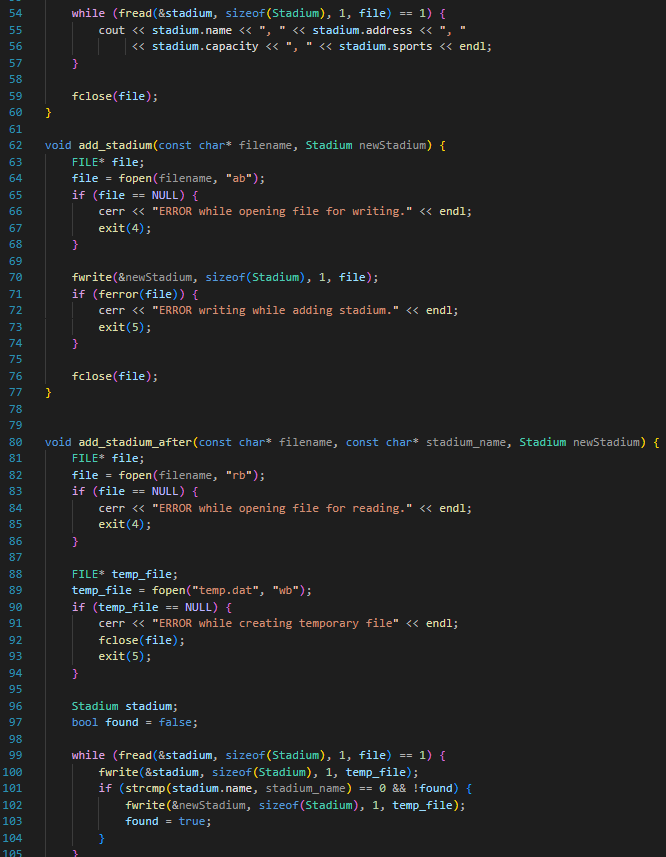 54 while (fread(&stadium, sizeof(Stadium), 1, file) == 1) {
55 cout << stadium.name << ", " << stadium.address << ", "
56 << stadium.capacity << ", " << stadium.sports << endl;
57 }
58
59 fclose(file);
60 }
61
62 void add_stadium(const char* filename, Stadium newStadium) {
63 FILE* file;
64 file = fopen(filename, "ab");
65 if (file == NULL) {
66 cerr << "ERROR while opening file for writing." << endl;
67 exit(4);
68 }
69
70 fwrite(&newStadium, sizeof(Stadium), 1, file);
71 if (ferror(file)) {
72 cerr << "ERROR writing while adding stadium." << endl;
73 exit(5);
74 }
75
76 fclose(file);
77 }
78
79
80 void add_stadium_after(const char* filename, const char* stadium_name, Stadium newStadium) {
81 FILE* file;
82 file = fopen(filename, "rb");
83 if (file == NULL) {
84 cerr << "ERROR while opening file for reading." << endl;
85 exit(4);
86 }
87
88 FILE* temp_file;
89 temp_file = fopen("temp.dat", "wb");
90 if (temp_file == NULL) {
91 cerr << "ERROR while creating temporary file" << endl;
92 fclose(file);
93 exit(5);
94 }
95
96 Stadium stadium;
97 bool found = false;
98
99 while (fread(&stadium, sizeof(Stadium), 1, file) == 1) {
100 fwrite(&stadium, sizeof(Stadium), 1, temp_file);
101 if (strcmp(stadium.name, stadium_name) == 0 && !found) {
102 fwrite(&newStadium, sizeof(Stadium), 1, temp_file);
103 found = true;
104 }
105 }